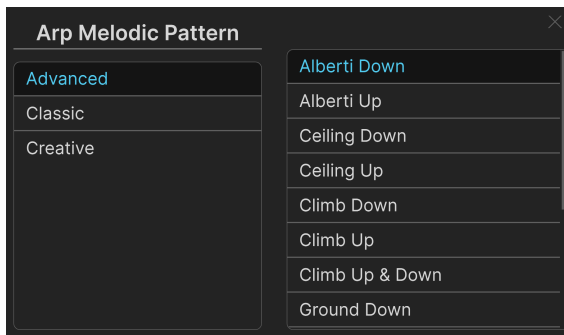 Arp Melodic Pattern
Advanced
Classic
Creative
Alberti Down
Alberti Up
Ceiling Down
Ceiling Up
Climb Down
Climb Up
Climb Up & Down
Ground Down